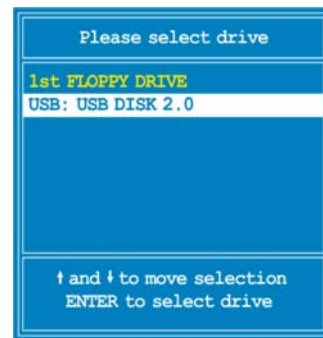 Please select drive
1st FLOPPY DRIVE
USB: USB DISK 2.0
↑ and ↓ to move selection
ENTER to select drive